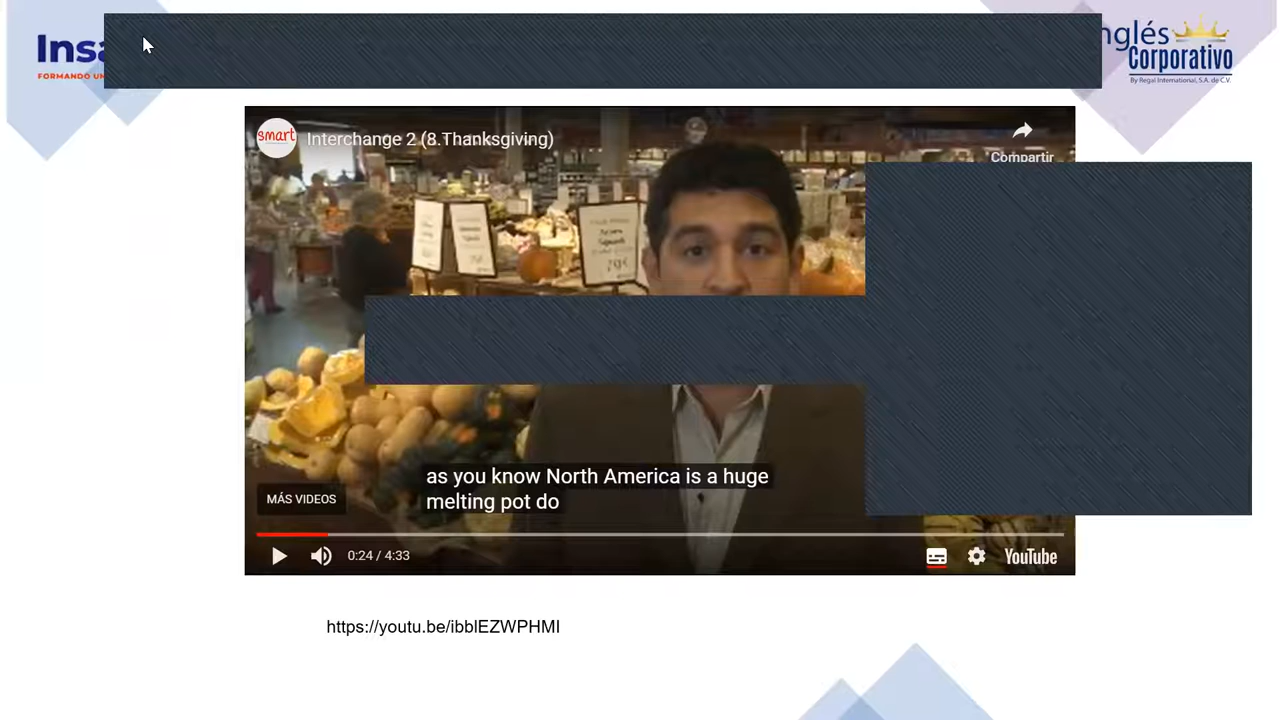 Insa
FORMANDO UN
nglés
Corporativo
By Regal International, S.A. de C.V.
smart
Interchange 2 (8.Thanksgiving)
Compartir
as you know North America is a huge
melting pot do
MÁS VIDEOS
0:24 / 4:33
YouTube
https://youtu.be/ibblEZWPHMI